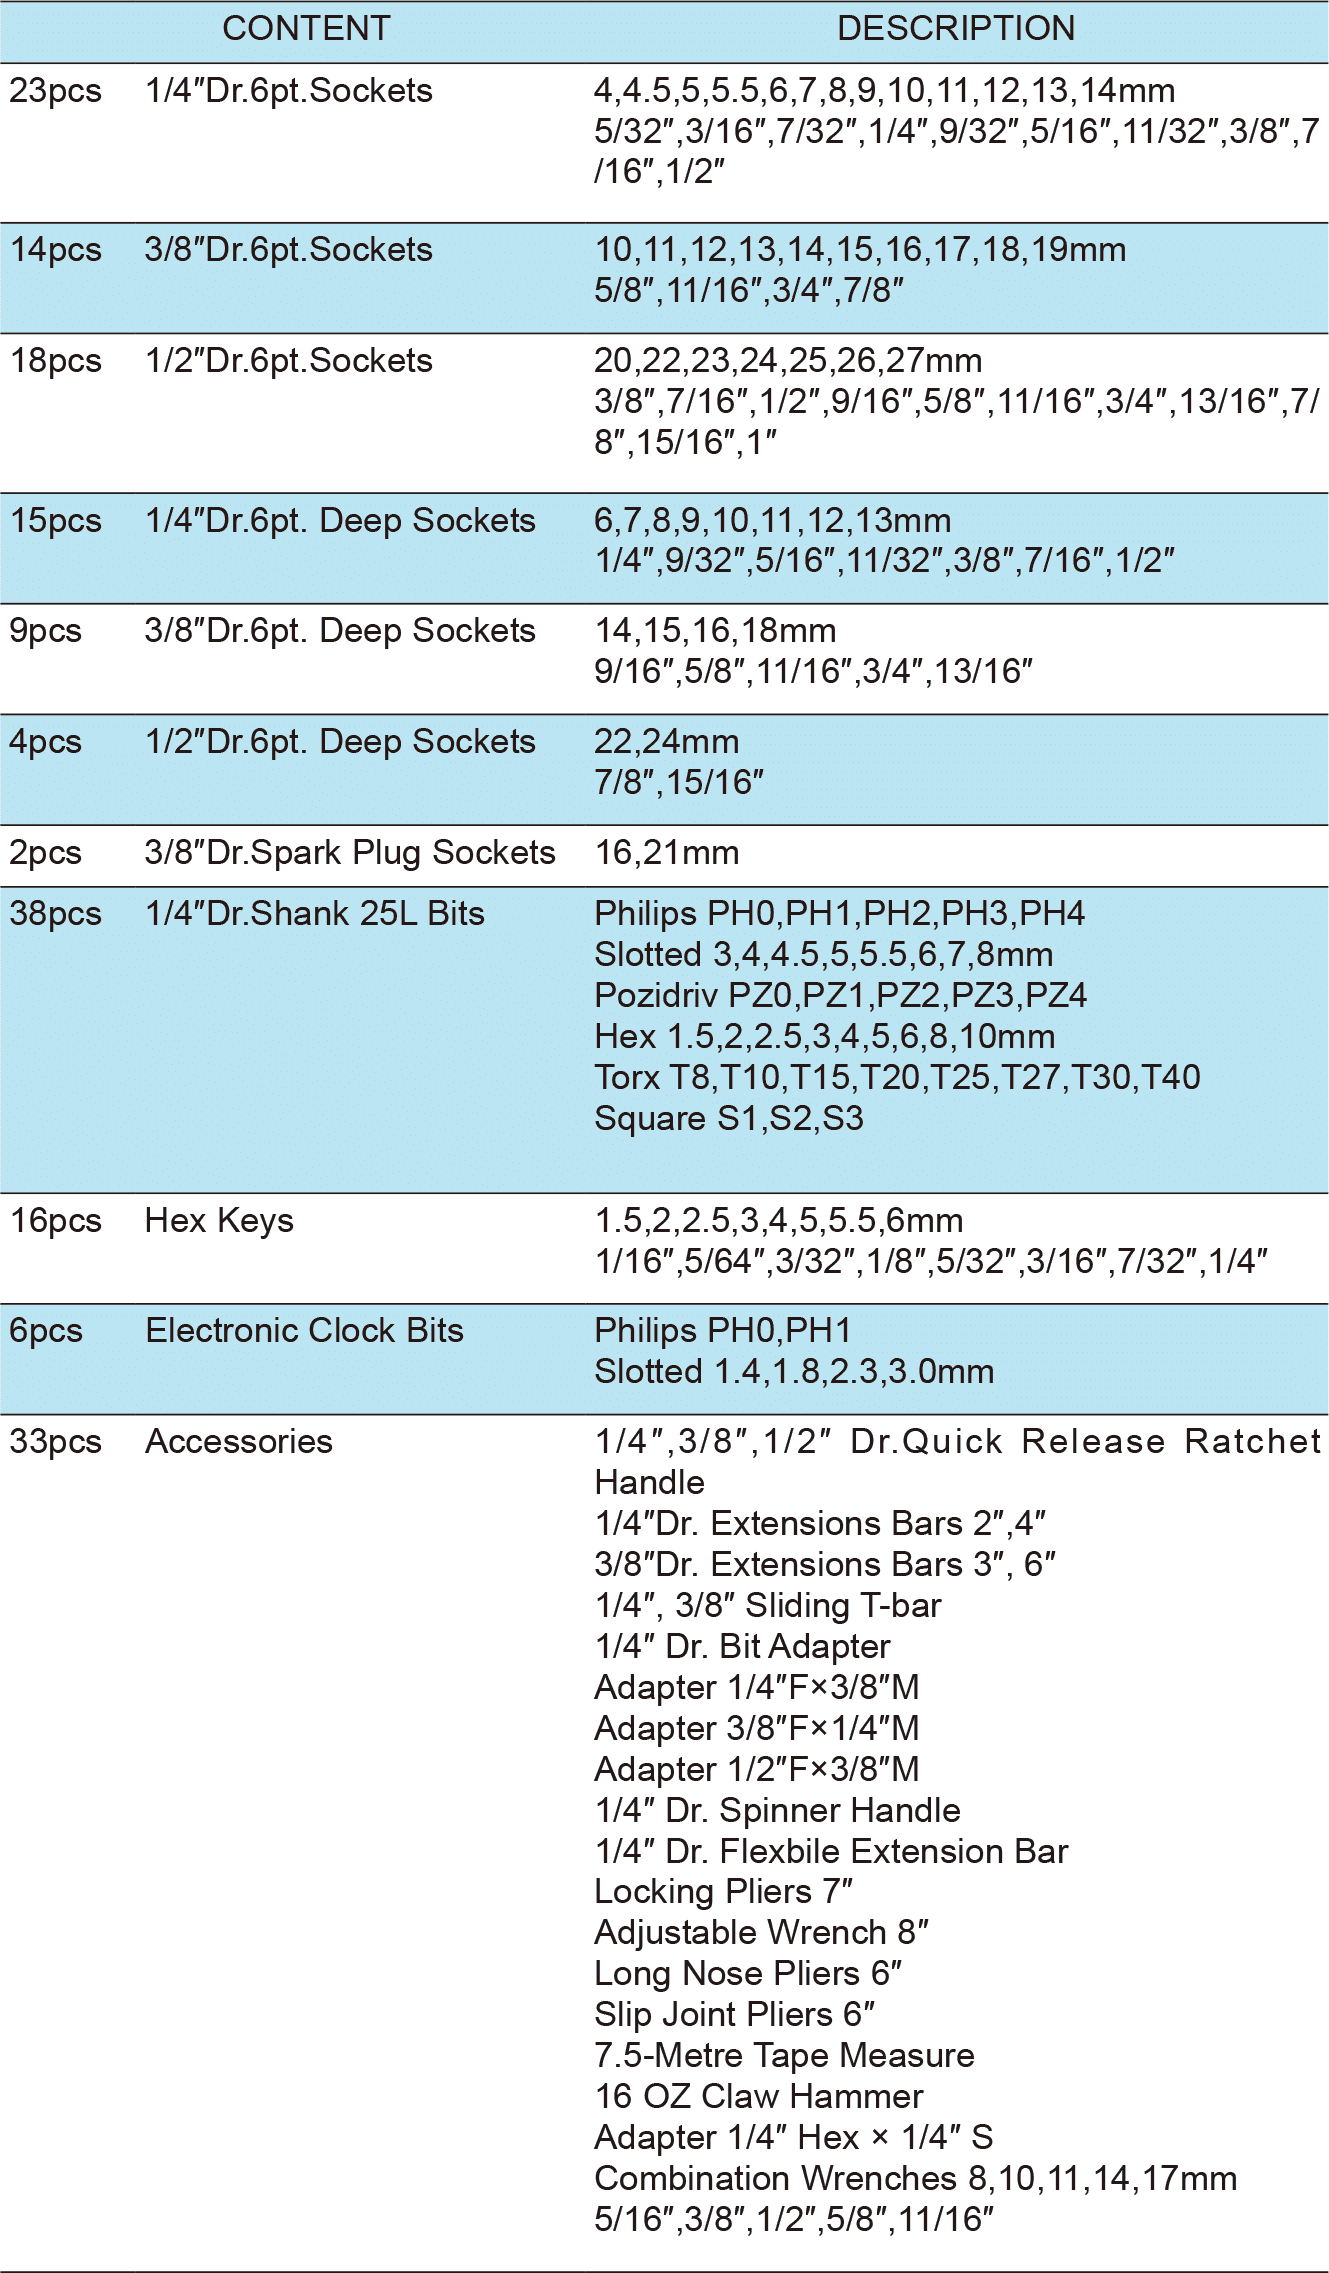 CONTENT DESCRIPTION
23pcs 1/4″Dr.6pt.Sockets 4,4.5,5,5.5,6,7,8,9,10,11,12,13,14mm
5/32″,3/16″,7/32″,1/4″,9/32″,5/16″,11/32″,3/8″,7
/16″,1/2″
14pcs 3/8″Dr.6pt.Sockets 10,11,12,13,14,15,16,17,18,19mm
5/8″,11/16″,3/4″,7/8″
18pcs 1/2″Dr.6pt.Sockets 20,22,23,24,25,26,27mm
3/8″,7/16″,1/2″,9/16″,5/8″,11/16″,3/4″,13/16″,7/
8″,15/16″,1″
15pcs 1/4″Dr.6pt. Deep Sockets 6,7,8,9,10,11,12,13mm
1/4″,9/32″,5/16″,11/32″,3/8″,7/16″,1/2″
9pcs 3/8″Dr.6pt. Deep Sockets 14,15,16,18mm
9/16″,5/8″,11/16″,3/4″,13/16″
4pcs 1/2″Dr.6pt. Deep Sockets 22,24mm
7/8″,15/16″
2pcs 3/8″Dr.Spark Plug Sockets 16,21mm
38pcs 1/4″Dr.Shank 25L Bits Philips PH0,PH1,PH2,PH3,PH4
Slotted 3,4,4.5,5,5.5,6,7,8mm
Pozidriv PZ0,PZ1,PZ2,PZ3,PZ4
Hex 1.5,2,2.5,3,4,5,6,8,10mm
Torx T8,T10,T15,T20,T25,T27,T30,T40
Square S1,S2,S3
16pcs Hex Keys 1.5,2,2.5,3,4,5,5.5,6mm
1/16″,5/64″,3/32″,1/8″,5/32″,3/16″,7/32″,1/4″
6pcs Electronic Clock Bits Philips PH0,PH1
Slotted 1.4,1.8,2.3,3.0mm
33pcs Accessories 1/4″,3/8″,1/2″ Dr.Quick Release Ratchet
Handle
1/4″Dr. Extensions Bars 2″,4″
3/8″Dr. Extensions Bars 3″, 6″
1/4″, 3/8″ Sliding T-bar
1/4″ Dr. Bit Adapter
Adapter 1/4″F×3/8″M
Adapter 3/8″F×1/4″M
Adapter 1/2″F×3/8″M
1/4″ Dr. Spinner Handle
1/4″ Dr. Flexbile Extension Bar
Locking Pliers 7″
Adjustable Wrench 8″
Long Nose Pliers 6″
Slip Joint Pliers 6″
7.5-Metre Tape Measure
16 OZ Claw Hammer
Adapter 1/4″ Hex × 1/4″ S
Combination Wrenches 8,10,11,14,17mm
5/16″,3/8″,1/2″,5/8″,11/16″